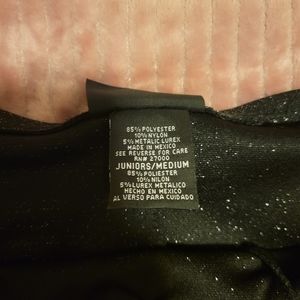 85% POLYESTER
10% NYLON
5% METALLIC LUREX
MADE IN MEXICO
SEE REVERSE FOR CARE
RN# 27000
JUNIORS/MEDIUM
85% POLIESTER
10% NILON
5% LUREX METALICO
HECHO EN MEXICO
AL VERSO PARA CUIDADO